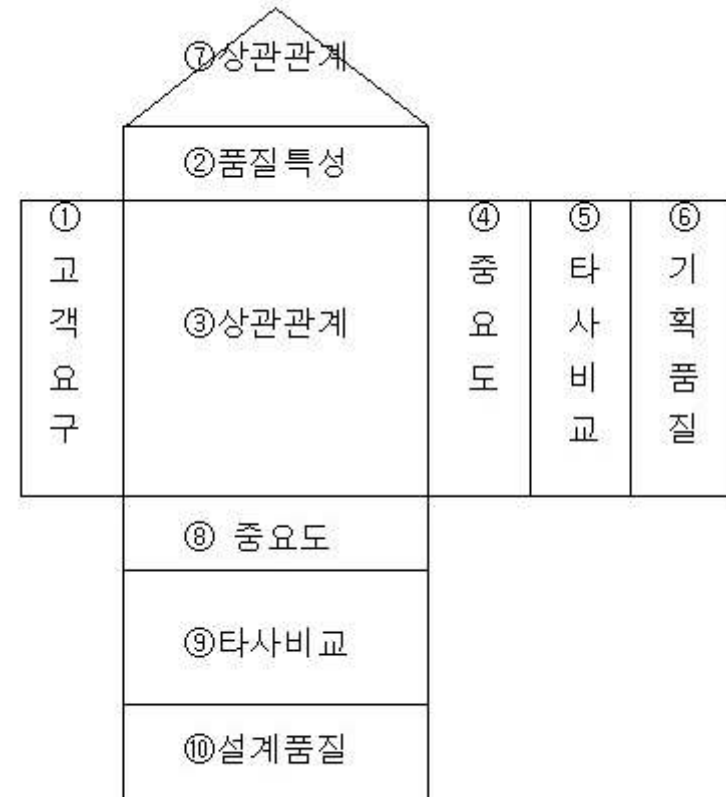 ⑦상관관계
②품질특성
①고객요구
③상관관계
④중요도
⑤타사비교
⑥기획품질
⑧ 중요도
⑨타사비교
⑩설계품질